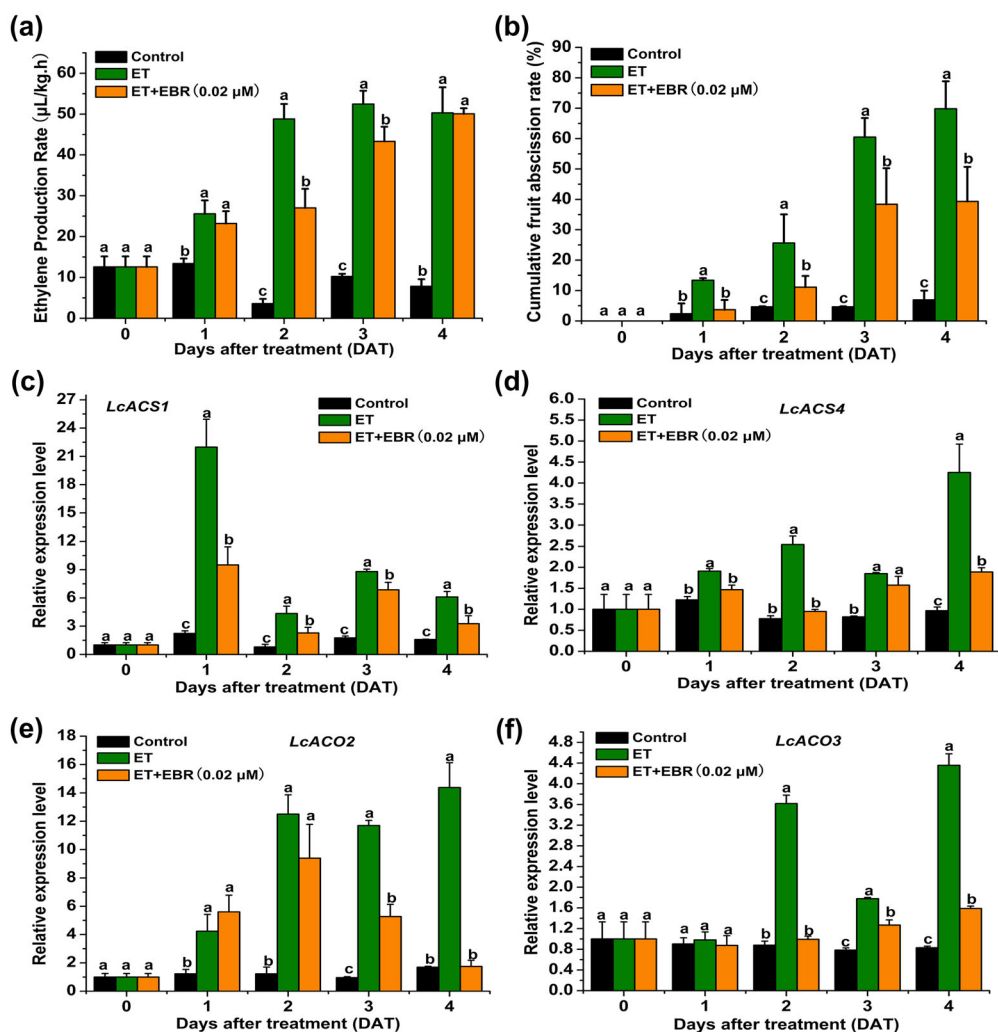 (a)
Control
ET
ET+EBR (0.02 μM)
Ethylene Production Rate (μL/kg.h)
60
50
40
30
20
10
0
a a a
b a a
c a b
c a b
c a a
0 1 2 3 4
Days after treatment (DAT)
(b)
Control
ET
ET+EBR (0.02 μM)
Cumulative fruit abscission rate (%)
90
80
70
60
50
40
30
20
10
0
a a a
b a b
c a b
c a b
c a b
0 1 2 3 4
Days after treatment (DAT)
(c)
LcACS1
Control
ET
ET+EBR (0.02 μM)
Relative expression level
27
24
21
18
15
12
9
6
3
0
a a a
c a b
c a b
c a b
c a b
0 1 2 3 4
Days after treatment (DAT)
(d)
LcACS4
Control
ET
ET+EBR (0.02 μM)
Relative expression level
6.0
5.5
5.0
4.5
4.0
3.5
3.0
2.5
2.0
1.5
1.0
0.5
0.0
a a a
b a b
b a b
b a a
c a b
0 1 2 3 4
Days after treatment (DAT)
(e)
LcACO2
Control
ET
ET+EBR (0.02 μM)
Relative expression level
18
16
14
12
10
8
6
4
2
0
a a a
b a a
b a a
c a b
b a b
0 1 2 3 4
Days after treatment (DAT)
(f)
LcACO3
Control
ET
ET+EBR (0.02 μM)
Relative expression level
4.8
4.4
4.0
3.6
3.2
2.8
2.4
1.6
1.2
0.8
0.4
0.0
a a a
a a a
b a b
c a b
c a b
0 1 2 3 4
Days after treatment (DAT)